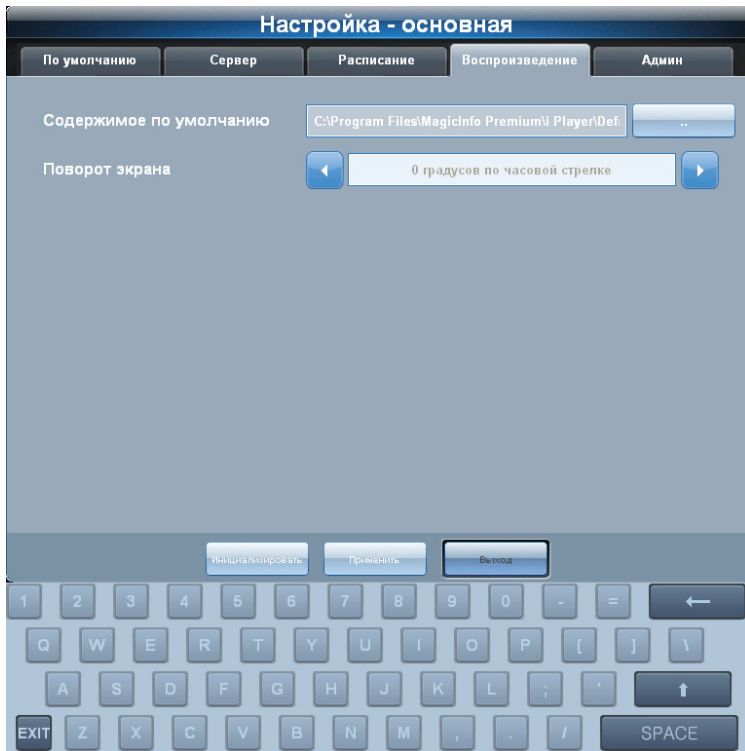 Настройка - основная
По умолчанию Сервер Расписание Воспроизведение Админ
Содержимое по умолчанию C:\Program Files\MagicInfo Premium\i Player\Def ..
Поворот экрана 0 градусов по часовой стрелке
Инициализировать Применить Выход
1 2 3 4 5 6 7 8 9 0 - = ←
Q W E R T Y U I O P [ ] \
A S D F G H J K L ; ' ↑
EXIT Z X C V B N M , . / SPACE